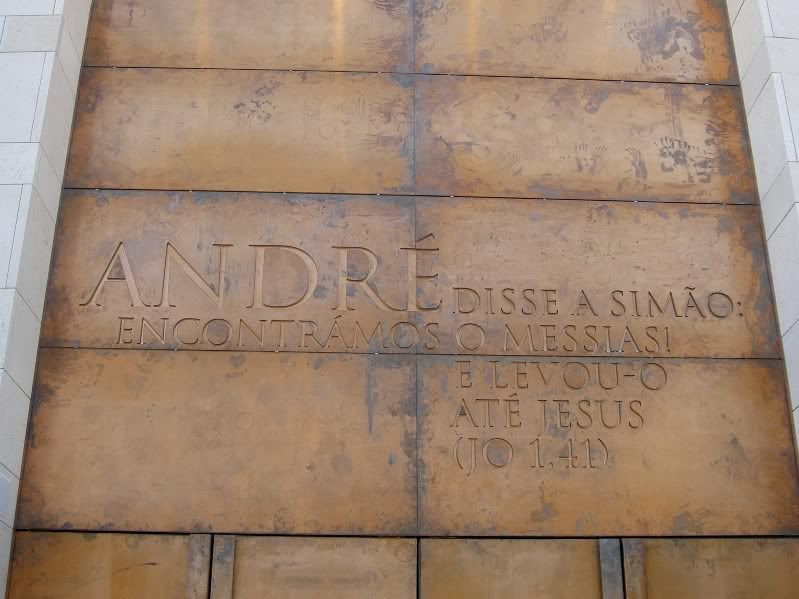 ANDRÉ DISSE A SIMÃO:
ENCONTRÁMOS O MESSIAS!
E LEVOU-O
ATÉ JESUS
(JO 1,41)